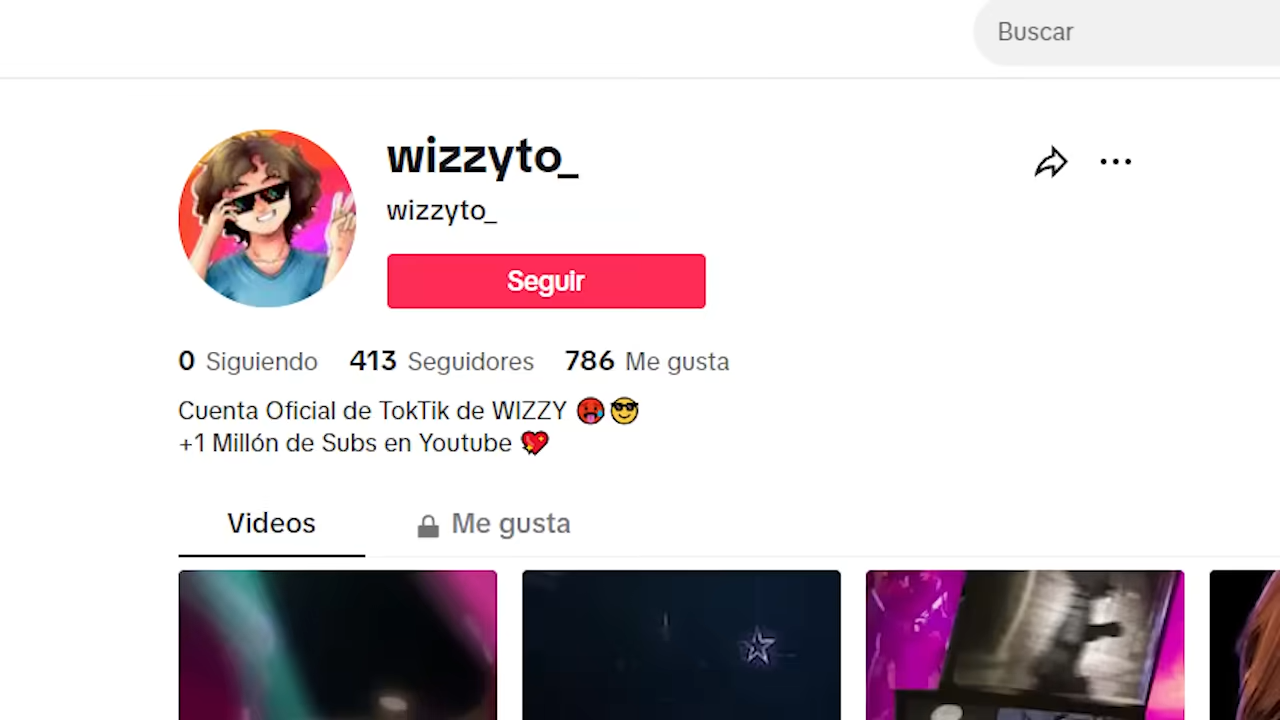 Buscar
wizzyto_
wizzyto_
Seguir
0 Siguiendo 413 Seguidores 786 Me gusta
Cuenta Oficial de TokTik de WIZZY 🥵😎
+1 Millón de Subs en Youtube 💖
Videos Me gusta